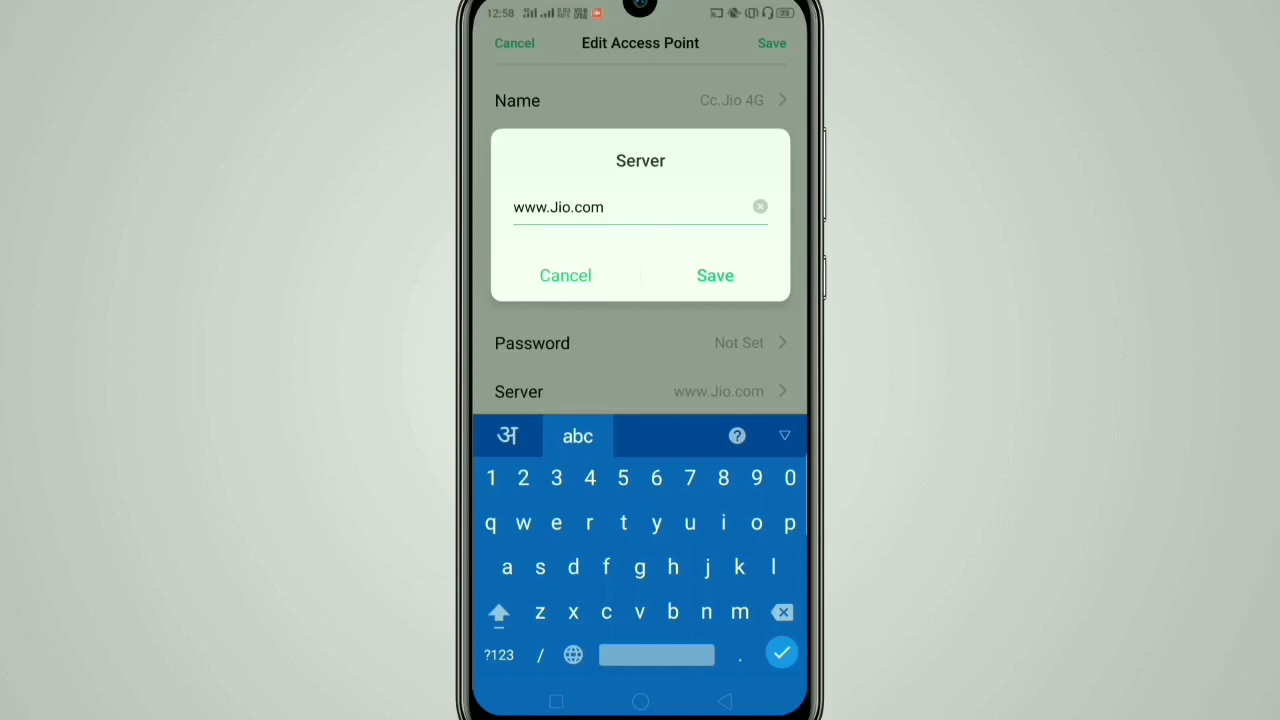 12:58
Cancel Edit Access Point Save
Name Cc.Jio 4G
Server
www.Jio.com
Cancel Save
Password Not Set
Server www.Jio.com
अ abc ?
1 2 3 4 5 6 7 8 9 0
q w e r t y u i o p
a s d f g h j k l
z x c v b n m
?123 / .